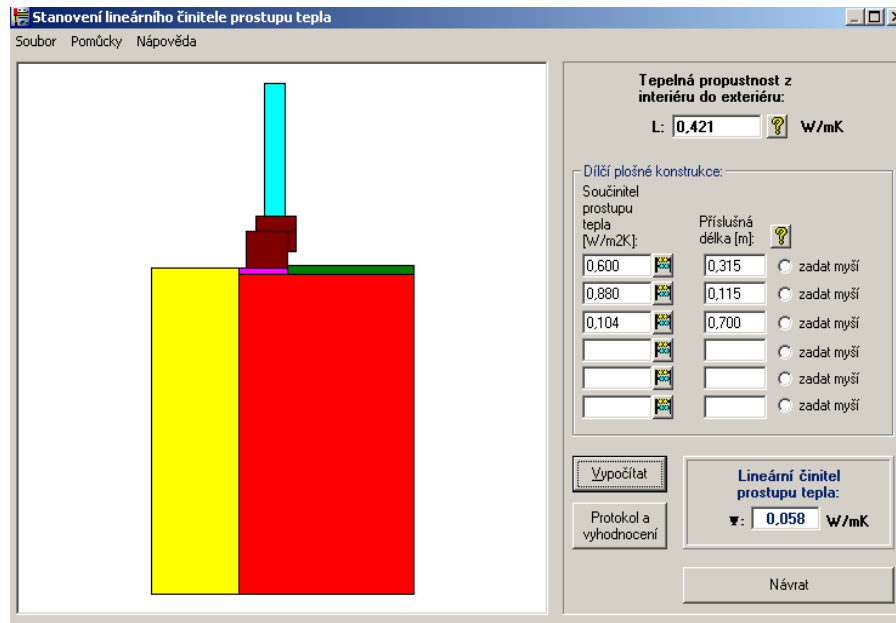 Stanovení lineárního činitele prostupu tepla
Soubor Pomůcky Nápověda
Tepelná propustnost z
interiéru do exteriéru:
L: 0,421 W/mK
Dílčí plošné konstrukce:
Součinitel
prostupu
tepla
[W/m2K]:
Příslušná
délka [m]:
0,600 0,315 zadat myší
0,880 0,115 zadat myší
0,104 0,700 zadat myší
zadat myší
zadat myší
zadat myší
Vypočítat
Protokol a
vyhodnocení
Lineární činitel
prostupu tepla:
Ψ: 0,058 W/mK
Návrat